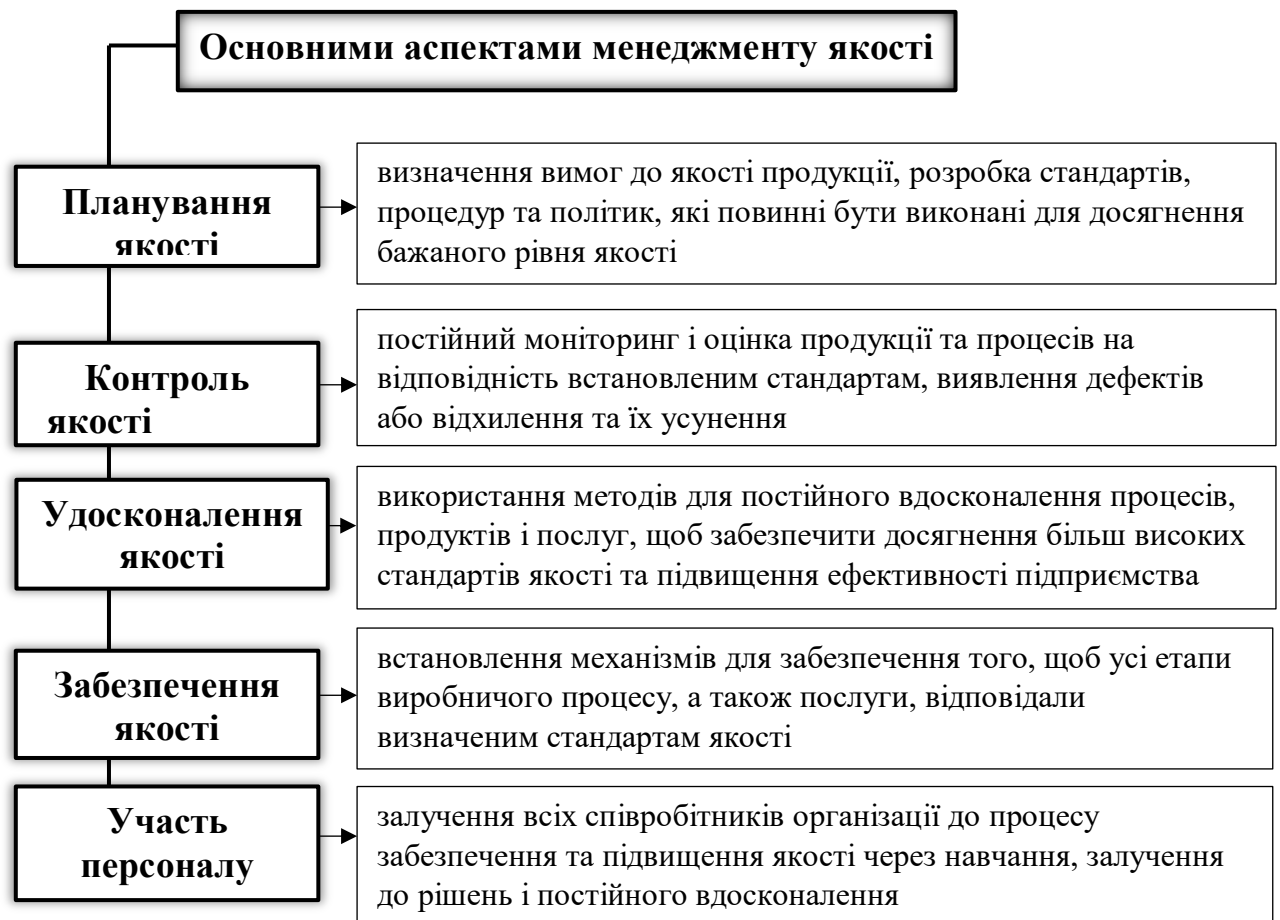 Основними аспектами менеджменту якості
Планування
якості
визначення вимог до якості продукції, розробка стандартів,
процедур та політик, які повинні бути виконані для досягнення
бажаного рівня якості
Контроль
якості
постійний моніторинг і оцінка продукції та процесів на
відповідність встановленим стандартам, виявлення дефектів
або відхилення та їх усунення
Удосконалення
якості
використання методів для постійного вдосконалення процесів,
продуктів і послуг, щоб забезпечити досягнення більш високих
стандартів якості та підвищення ефективності підприємства
Забезпечення
якості
встановлення механізмів для забезпечення того, щоб усі етапи
виробничого процесу, а також послуги, відповідали
визначеним стандартам якості
Участь
персоналу
залучення всіх співробітників організації до процесу
забезпечення та підвищення якості через навчання, залучення
до рішень і постійного вдосконалення